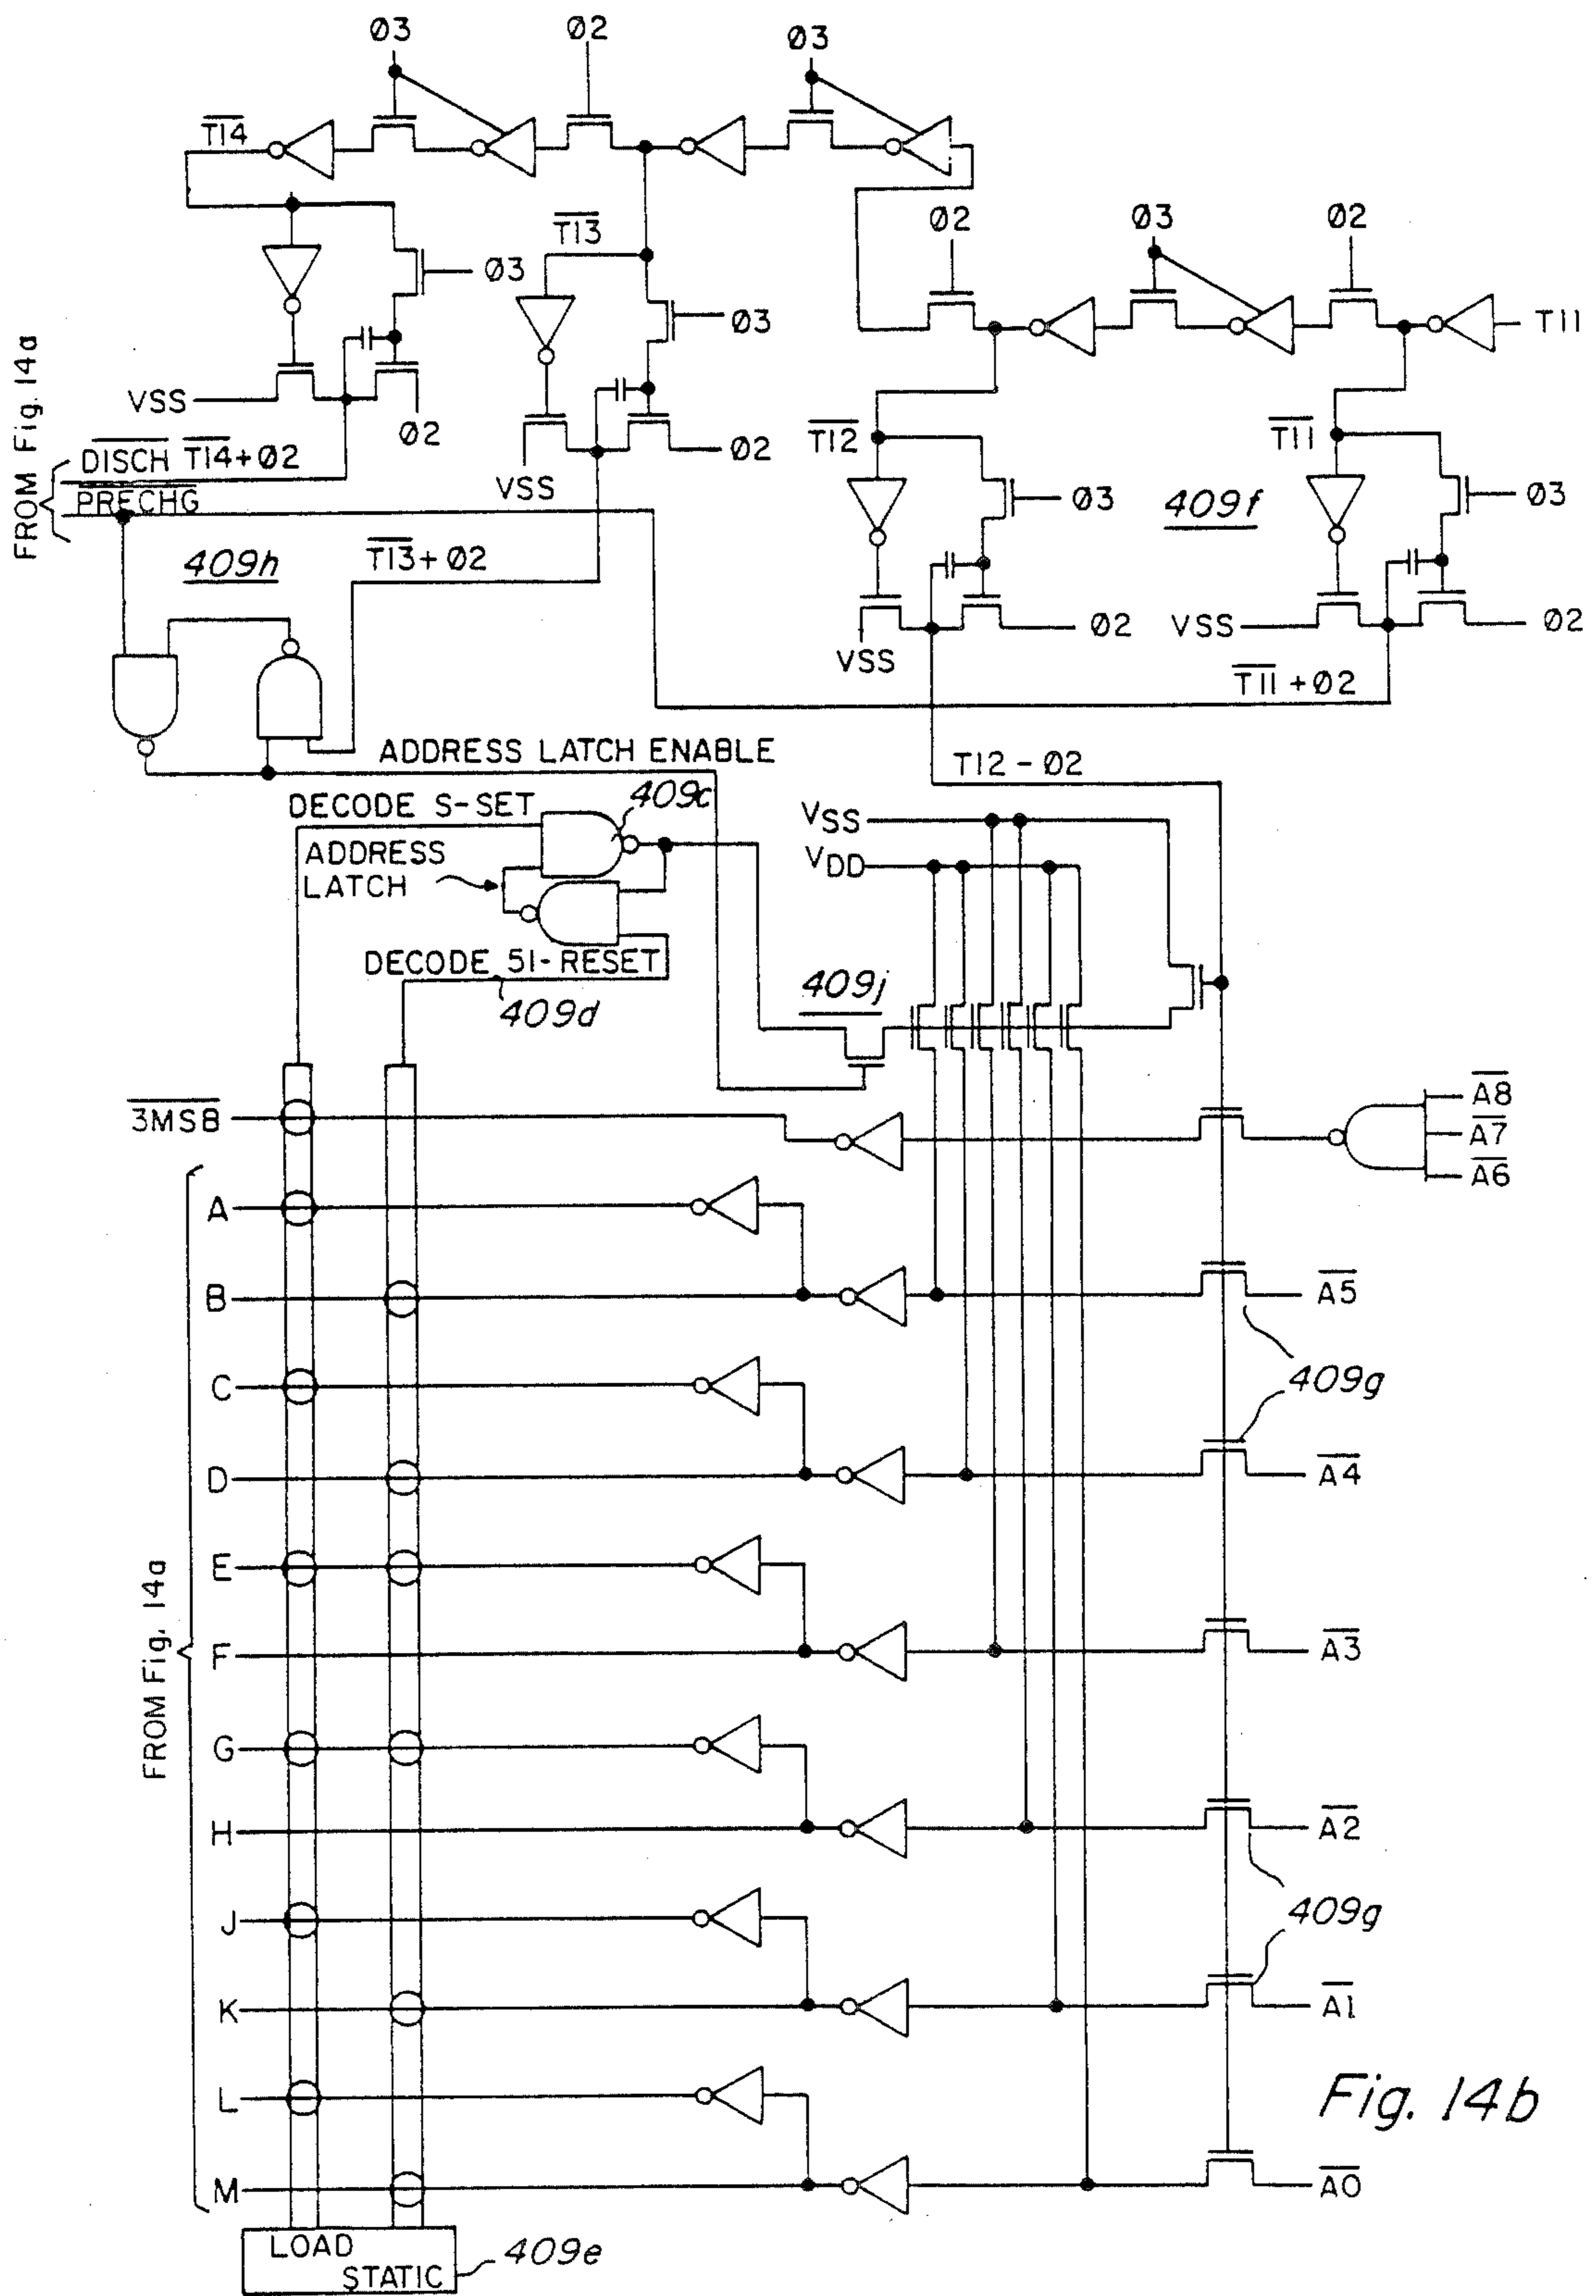 Ø3
Ø2
Ø3
T14
Ø2
Ø3
Ø2
T13
Ø3
Ø3
T11
FROM Fig. 14a
VSS
Ø2
T12
T11
DISCH T14+Ø2
Ø2
VSS
Ø3
409f
Ø3
PRECHG
409h
T13+Ø2
Ø2
VSS
Ø2
VSS
T11+Ø2
ADDRESS LATCH ENABLE
T12-Ø2
DECODE S-SET
409c
VSS
ADDRESS
LATCH
VDD
DECODE 51-RESET
409j
409d
3MSB
A8
A7
A6
A
B
A5
C
409g
D
A4
E
FROM Fig. 14a
F
A3
G
H
A2
J
409g
K
A1
L
Fig. 14b
M
A0
LOAD
STATIC
409e